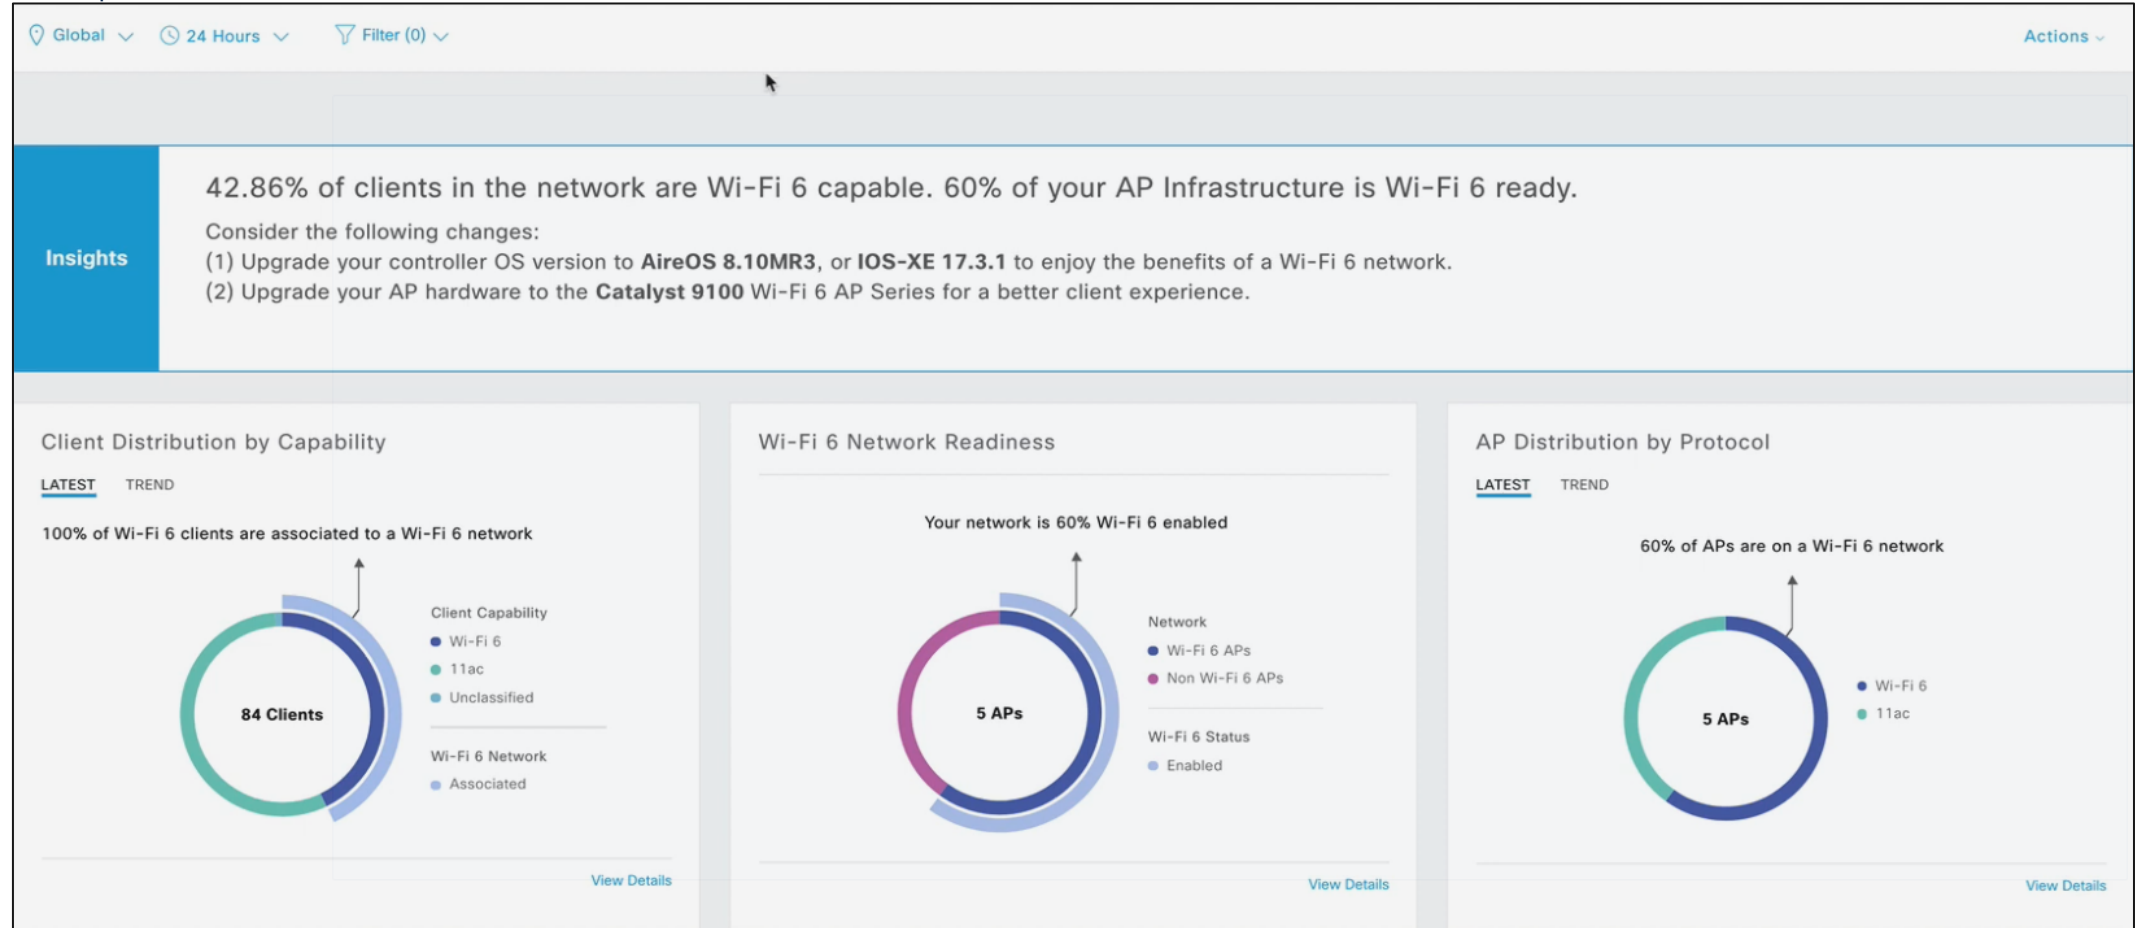 Global
24 Hours
Filter (0)
Actions
Insights
42.86% of clients in the network are Wi-Fi 6 capable. 60% of your AP Infrastructure is Wi-Fi 6 ready.
Consider the following changes:
(1) Upgrade your controller OS version to AireOS 8.10MR3, or IOS-XE 17.3.1 to enjoy the benefits of a Wi-Fi 6 network.
(2) Upgrade your AP hardware to the Catalyst 9100 Wi-Fi 6 AP Series for a better client experience.
Client Distribution by Capability
LATEST TREND
100% of Wi-Fi 6 clients are associated to a Wi-Fi 6 network
84 Clients
Client Capability
Wi-Fi 6
11ac
Unclassified
Wi-Fi 6 Network
Associated
View Details
Wi-Fi 6 Network Readiness
Your network is 60% Wi-Fi 6 enabled
5 APs
Network
Wi-Fi 6 APs
Non Wi-Fi 6 APs
Wi-Fi 6 Status
Enabled
View Details
AP Distribution by Protocol
LATEST TREND
60% of APs are on a Wi-Fi 6 network
5 APs
Wi-Fi 6
11ac
View Details